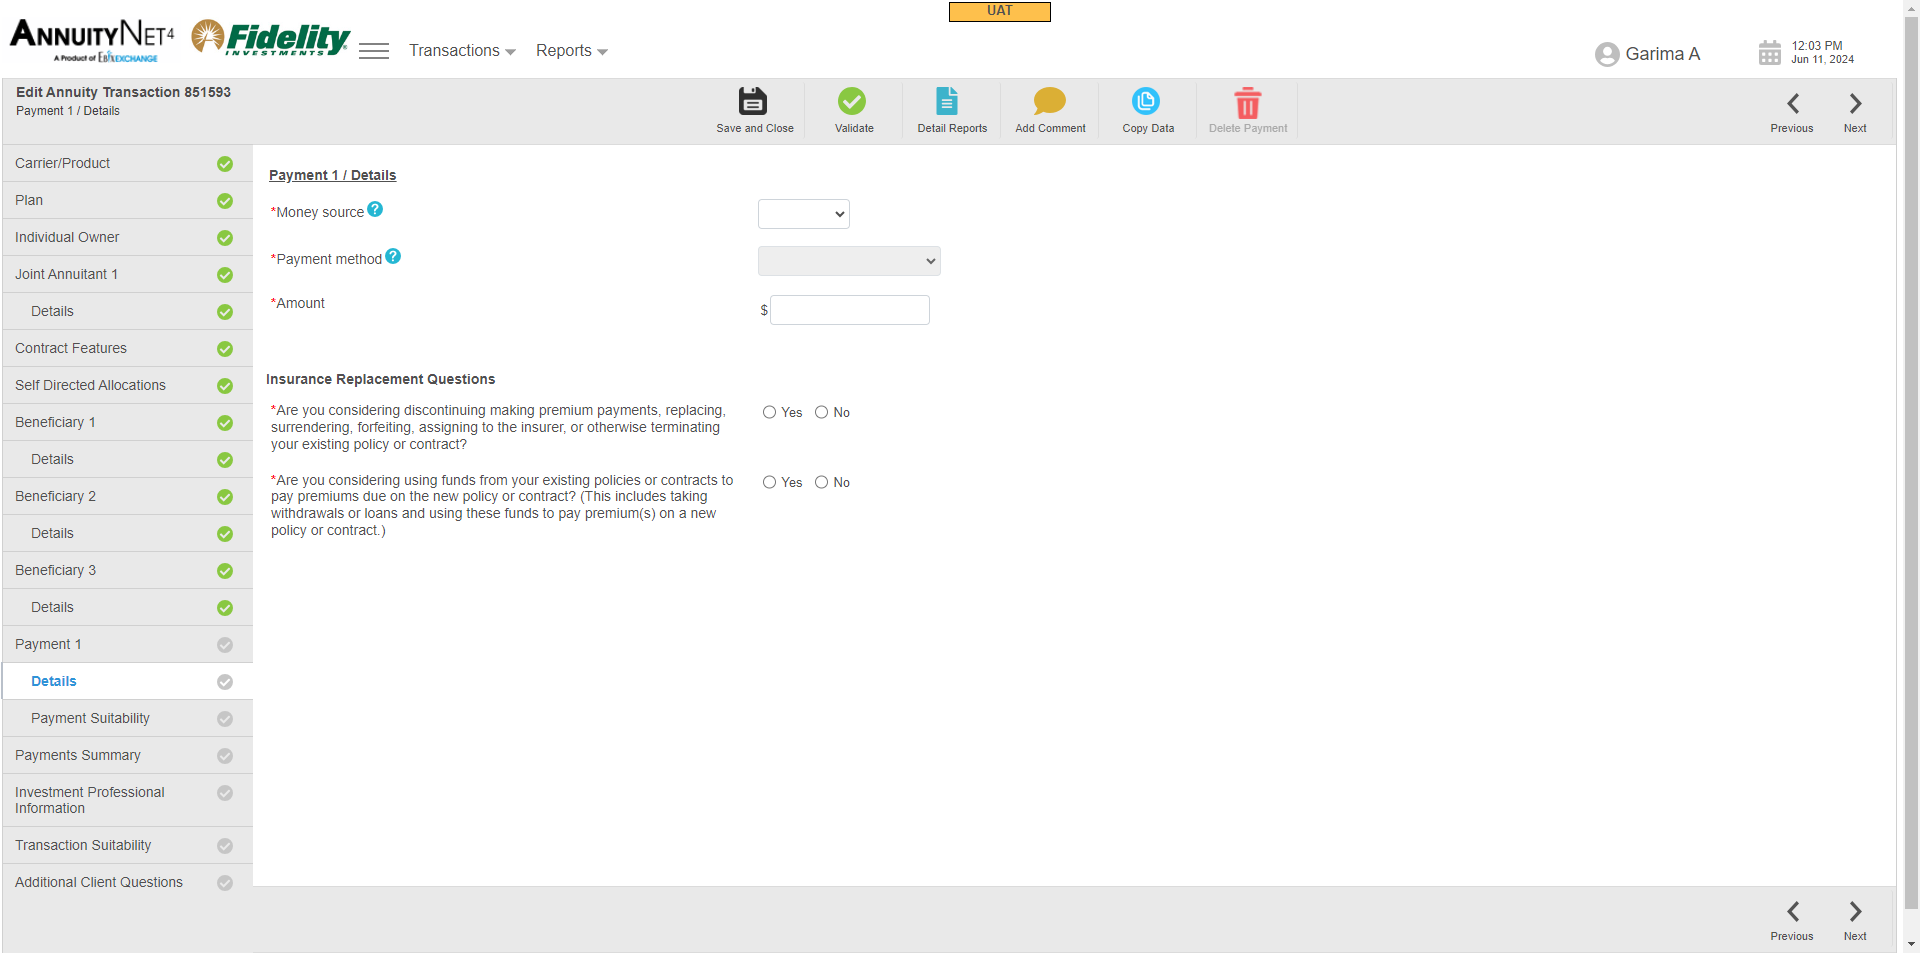 UAT
ANNUITYNET4
A Product of EbixEXCHANGE
Fidelity
INVESTMENTS
Transactions
Reports
Garima A
12:03 PM
Jun 11, 2024
Edit Annuity Transaction 851593
Payment 1 / Details
Save and Close
Validate
Detail Reports
Add Comment
Copy Data
Delete Payment
Previous
Next
Carrier/Product
Plan
Individual Owner
Joint Annuitant 1
Details
Contract Features
Self Directed Allocations
Beneficiary 1
Details
Beneficiary 2
Details
Beneficiary 3
Details
Payment 1
Details
Payment Suitability
Payments Summary
Investment Professional
Information
Transaction Suitability
Additional Client Questions
Payment 1 / Details
*Money source ?
*Payment method ?
*Amount
$
Insurance Replacement Questions
*Are you considering discontinuing making premium payments, replacing,
surrendering, forfeiting, assigning to the insurer, or otherwise terminating
your existing policy or contract?
Yes No
*Are you considering using funds from your existing policies or contracts to
pay premiums due on the new policy or contract? (This includes taking
withdrawals or loans and using these funds to pay premium(s) on a new
policy or contract.)
Yes No
Previous
Next